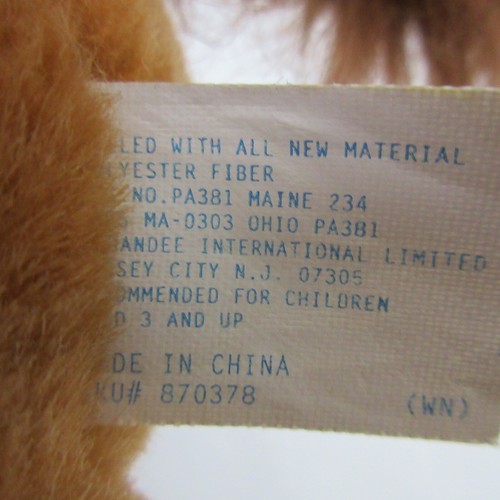 LED WITH ALL NEW MATERIAL
YESTER FIBER
NO.PA381 MAINE 234
MA-0303 OHIO PA381
ANDEE INTERNATIONAL LIMITED
SEY CITY N.J. 07305
OMMENDED FOR CHILDREN
3 AND UP
DE IN CHINA
KU# 870378 (WN)